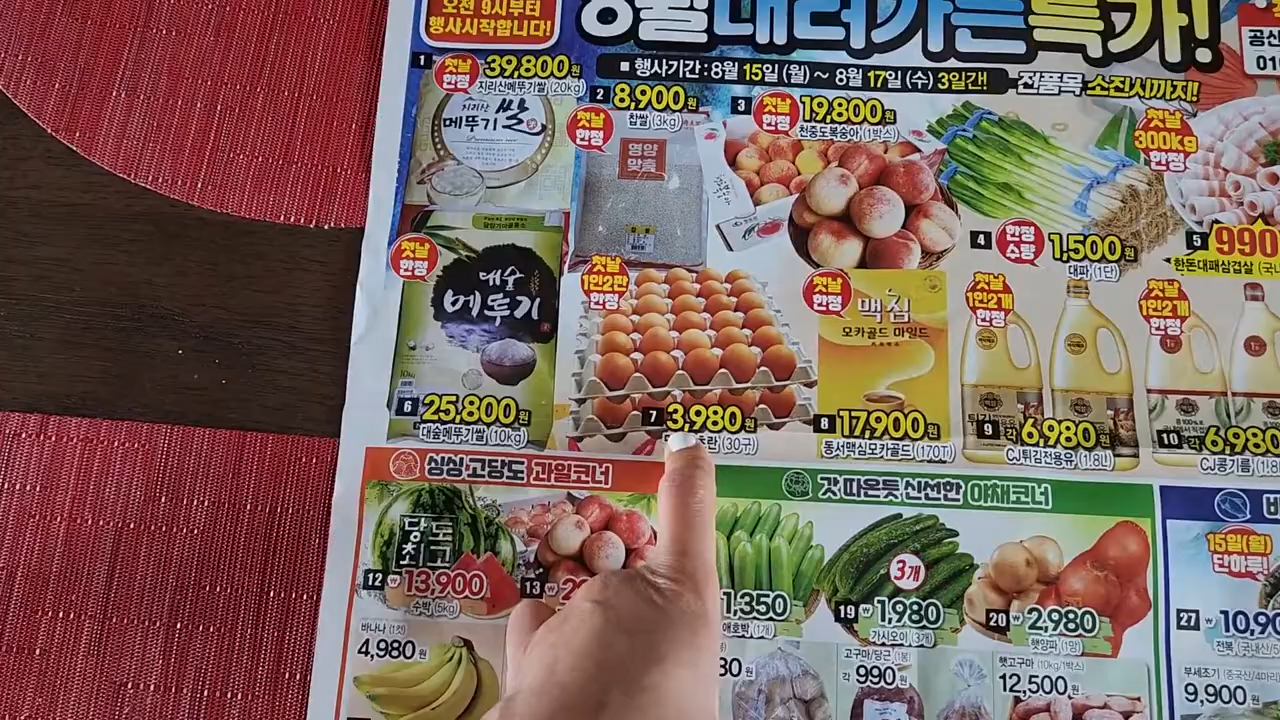 오전 9시부터
행사시작합니다!
8월 내려가는 특가!
■ 행사기간 : 8월 15일 (월) ~ 8월 17일 (수) 3일간!
전품목 소진시까지!
1
첫날
한정
39,800원
지리산메뚜기쌀 (20kg)
지리산
메뚜기쌀
2
8,900원
찹쌀 (3kg)
첫날
한정
영양
맞춤
3
첫날
한정
19,800원
천중도복숭아 (1박스)
4
한정
수량
1,500원
대파 (1단)
첫날
300kg
한정
5
990
한돈대패삼겹살
첫날
한정
대숲
메뚜기
6
25,800원
대숲메뚜기쌀 (10kg)
첫날
1인2판
한정
7
3,980원
(30구)
첫날
한정
맥심
모카골드 마일드
8
17,900원
동서맥심모카골드 (170T)
첫날
1인2개
한정
9
각 6,980원
CJ튀김전용유 (1.8L)
첫날
1인2개
한정
10
각 6,980
CJ콩기름
싱싱 고당도 과일코너
당도
최고
12
₩13,900
수박 (5kg)
13
₩
바나나 (1컷)
4,980원
갓 따온듯 신선한 야채코너
1,350
애호박 (1개)
3개
19
₩1,980
가시오이 (3개)
20
₩2,980
햇양파 (1망)
고구마/당근 (1봉)
각 990원
햇고구마 (10kg/1박스)
12,500원
15일(월)
단하루!
27
₩10,90
전복
부세조기
9,900원